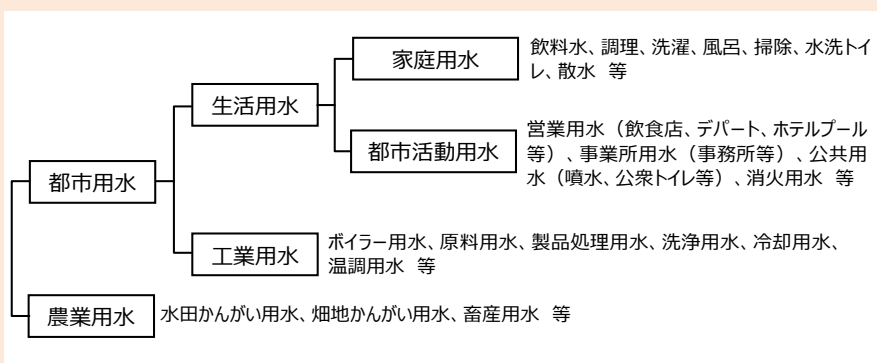 家庭用水
飲料水、調理、洗濯、風呂、掃除、水洗トイ
レ、散水 等
生活用水
都市活動用水
営業用水（飲食店、デパート、ホテルプール
等）、事業所用水（事務所等）、公共用
水（噴水、公衆トイレ等）、消火用水 等
都市用水
工業用水
ボイラー用水、原料用水、製品処理用水、洗浄用水、冷却用水、
温調用水 等
農業用水
水田かんがい用水、畑地かんがい用水、畜産用水 等